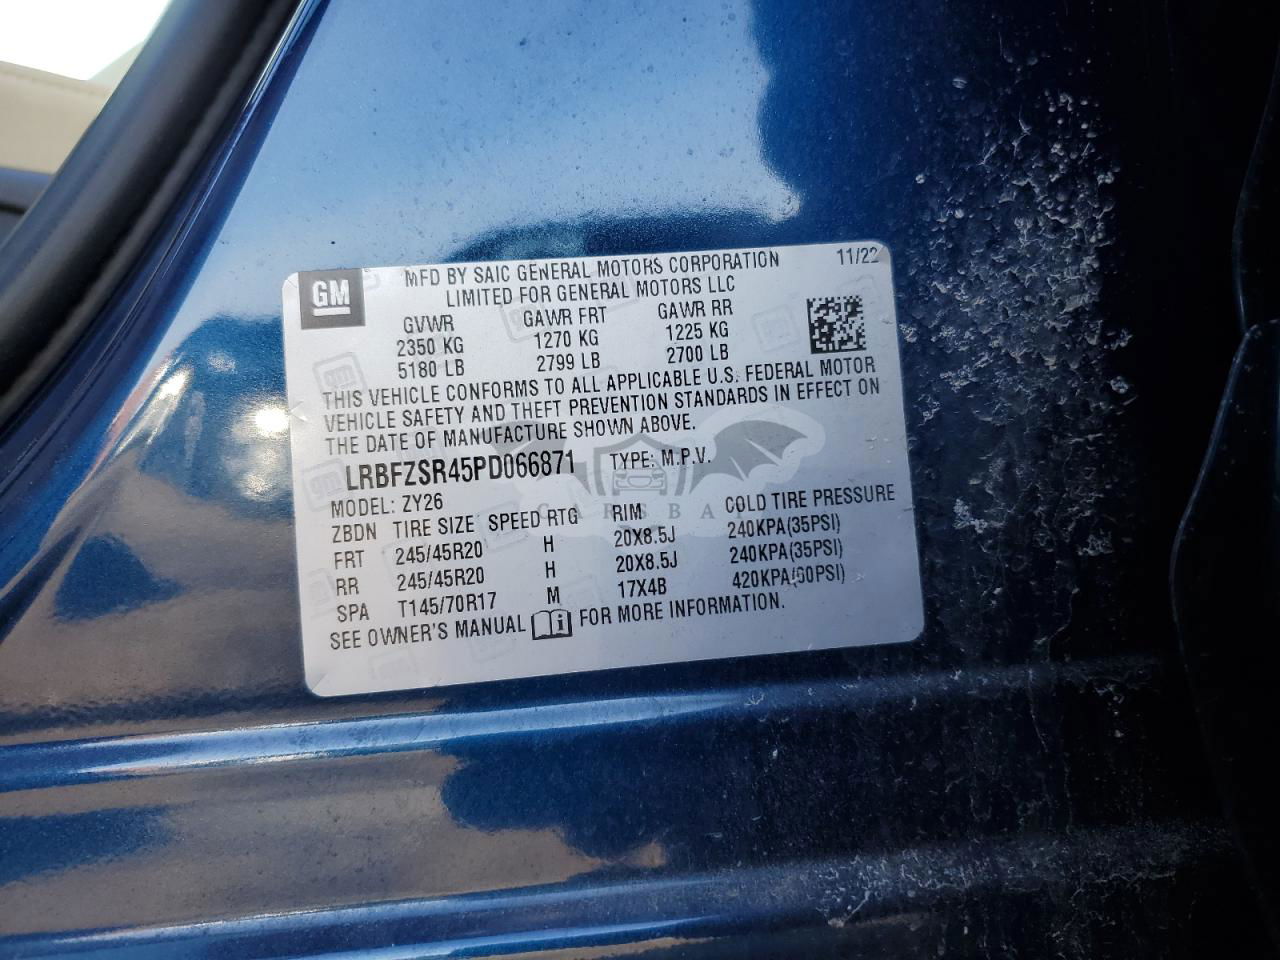 GM
MFD BY SAIC GENERAL MOTORS CORPORATION
11/22
LIMITED FOR GENERAL MOTORS LLC
GVWR GAWR FRT GAWR RR
2350 KG 1270 KG 1225 KG
5180 LB 2799 LB 2700 LB
THIS VEHICLE CONFORMS TO ALL APPLICABLE U.S. FEDERAL MOTOR
VEHICLE SAFETY AND THEFT PREVENTION STANDARDS IN EFFECT ON
THE DATE OF MANUFACTURE SHOWN ABOVE.
LRBFZSR45PD066871 TYPE: M.P.V.
MODEL: ZY26
ZBDN TIRE SIZE SPEED RTG RIM COLD TIRE PRESSURE
FRT 245/45R20 H 20X8.5J 240KPA(35PSI)
RR 245/45R20 H 20X8.5J 240KPA(35PSI)
SPA T145/70R17 M 17X4B 420KPA(60PSI)
SEE OWNER'S MANUAL i FOR MORE INFORMATION.
CARSBAT